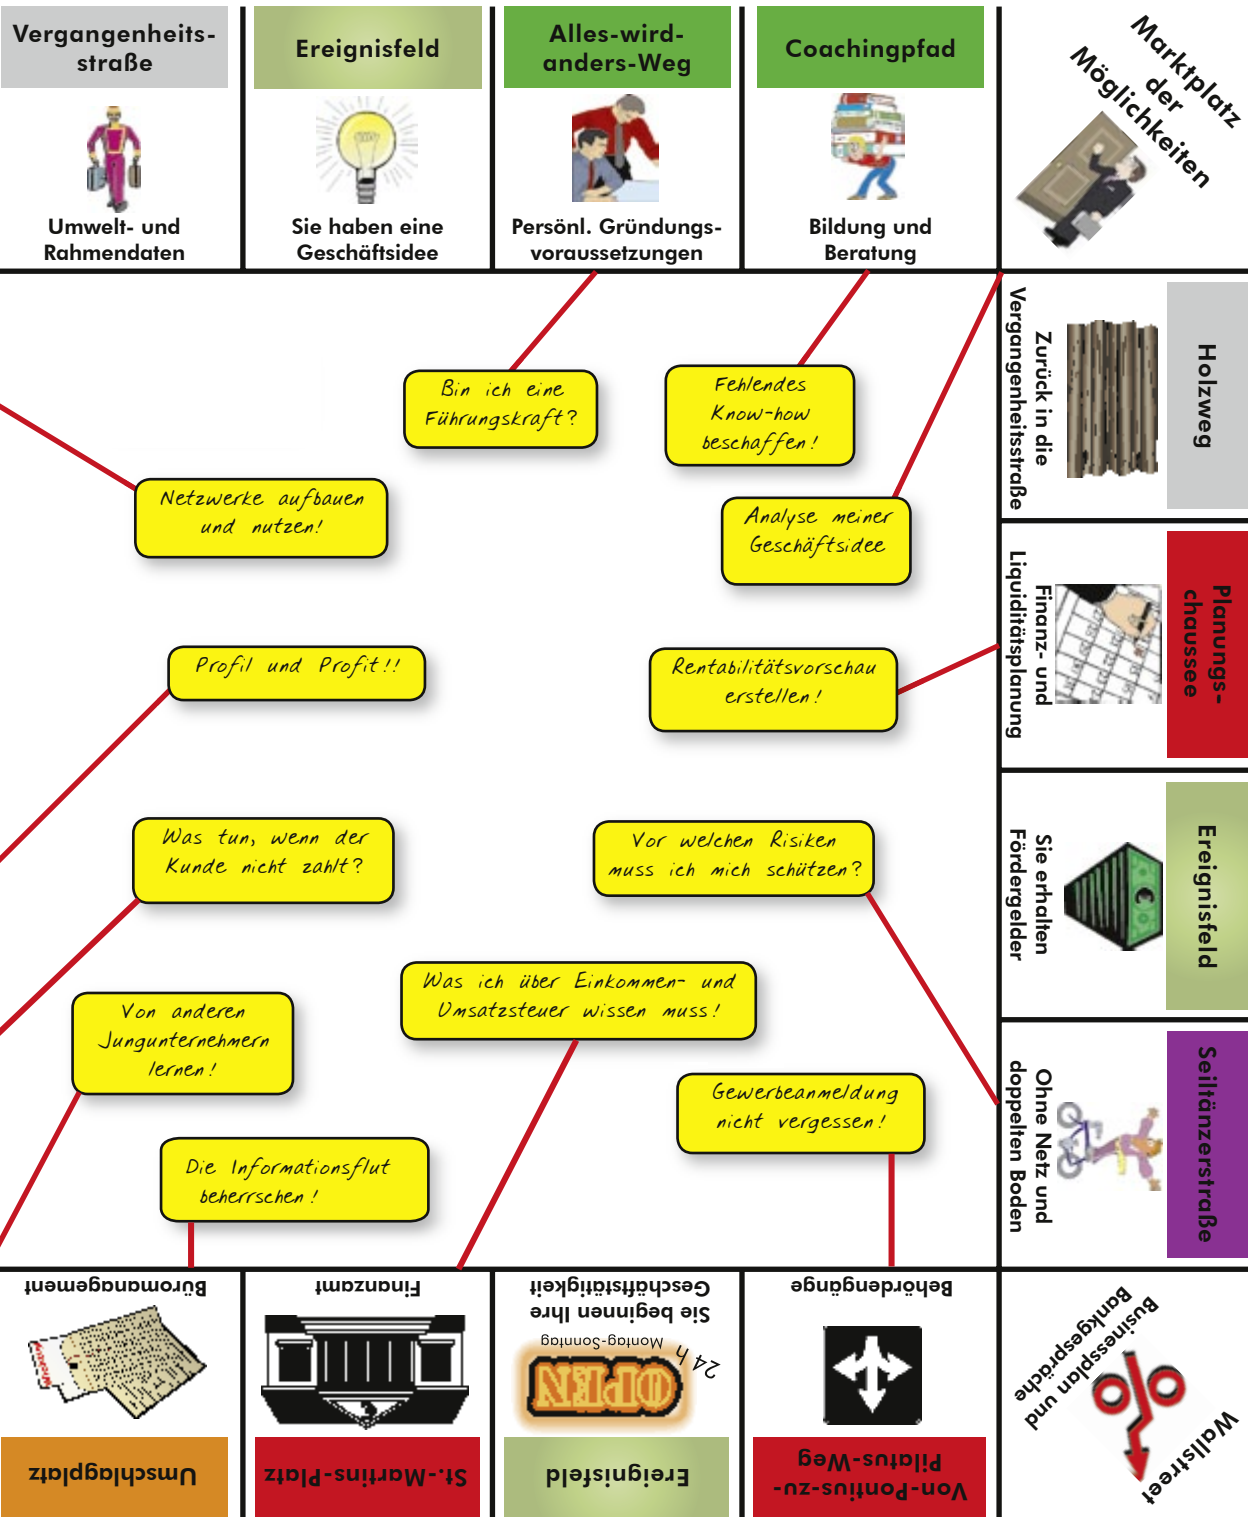 Vergangenheits-
straße
Umwelt- und
Rahmendaten
Ereignisfeld
Sie haben eine
Geschäftsidee
Alles-wird-
anders-Weg
Persönl. Gründungs-
voraussetzungen
Coachingpfad
Bildung und
Beratung
Marktplatz
der
Möglichkeiten
Holzweg
Zurück in die
Vergangenheitsstraße
Planungs-
chaussee
Finanz- und
Liquiditätsplanung
Ereignisfeld
Sie erhalten
Fördergelder
Seiltänzerstraße
Ohne Netz und
doppelten Boden
Bin ich eine
Führungskraft?
Fehlendes
Know-how
beschaffen!
Netzwerke aufbauen
und nutzen!
Analyse meiner
Geschäftsidee
Profil und Profit!!
Rentabilitätsvorschau
erstellen!
Was tun, wenn der
Kunde nicht zahlt?
Vor welchen Risiken
muss ich mich schützen?
Was ich über Einkommen- und
Umsatzsteuer wissen muss!
Von anderen
Jungunternehmern
lernen!
Gewerbeanmeldung
nicht vergessen!
Die Informationsflut
beherrschen!
Wallstreet
Businessplan und
Bankgespräche
Von-Pontius-zu-
Pilatus-Weg
Behördengänge
Ereignisfeld
OPEN
24 h
Montag-Sonntag
Sie beginnen Ihre
Geschäftstätigkeit
St.-Martins-Platz
Finanzamt
Umschlagplatz
Büromanagement